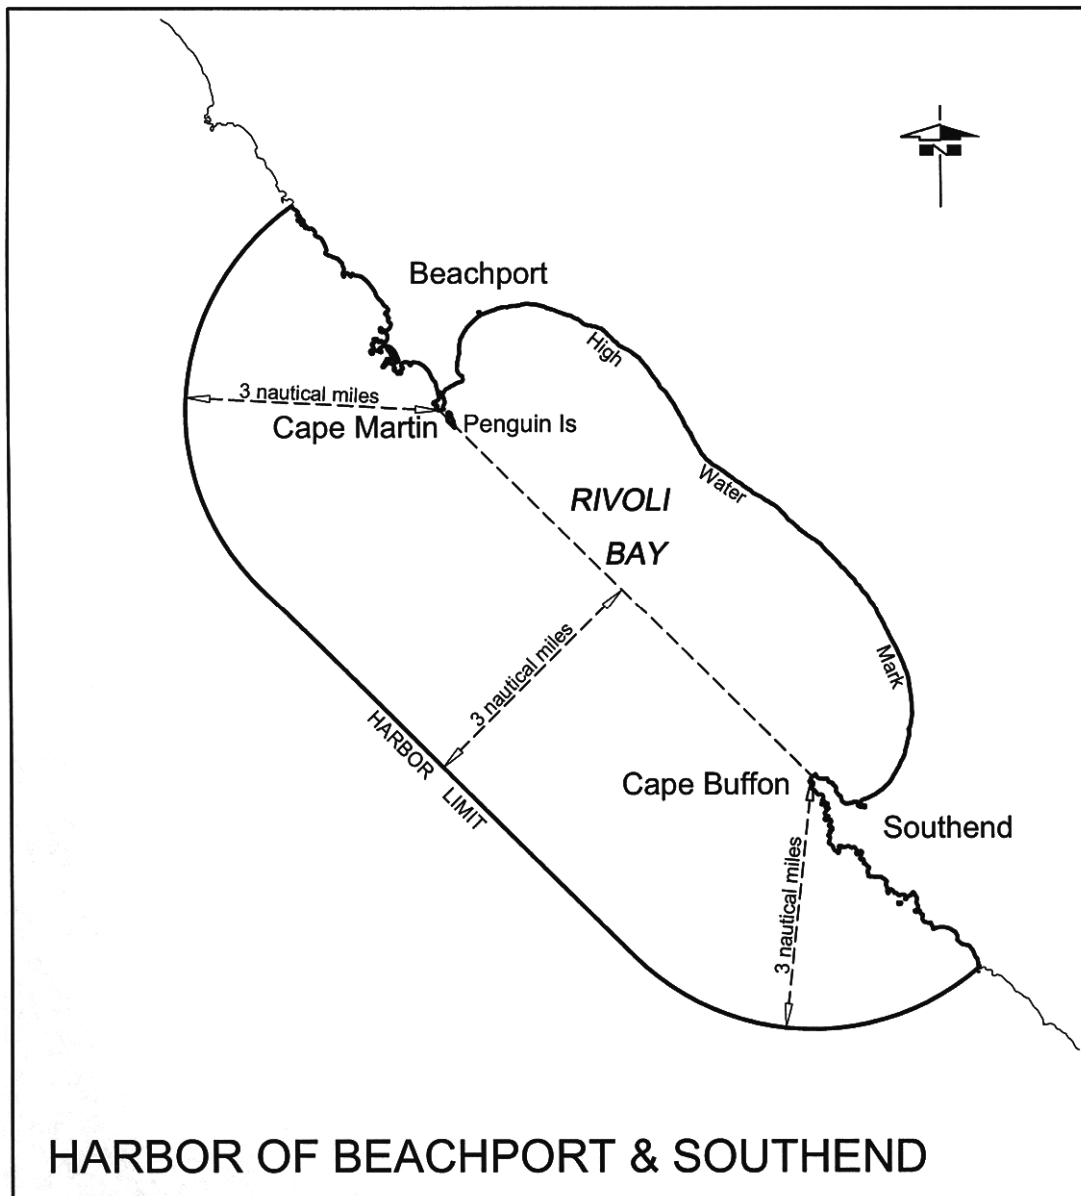 N
Beachport
High
3 nautical miles
Cape Martin
Penguin Is
Water
RIVOLI
BAY
3 nautical miles
Mark
HARBOR
LIMIT
Cape Buffon
Southend
3 nautical miles
HARBOR OF BEACHPORT & SOUTHEND